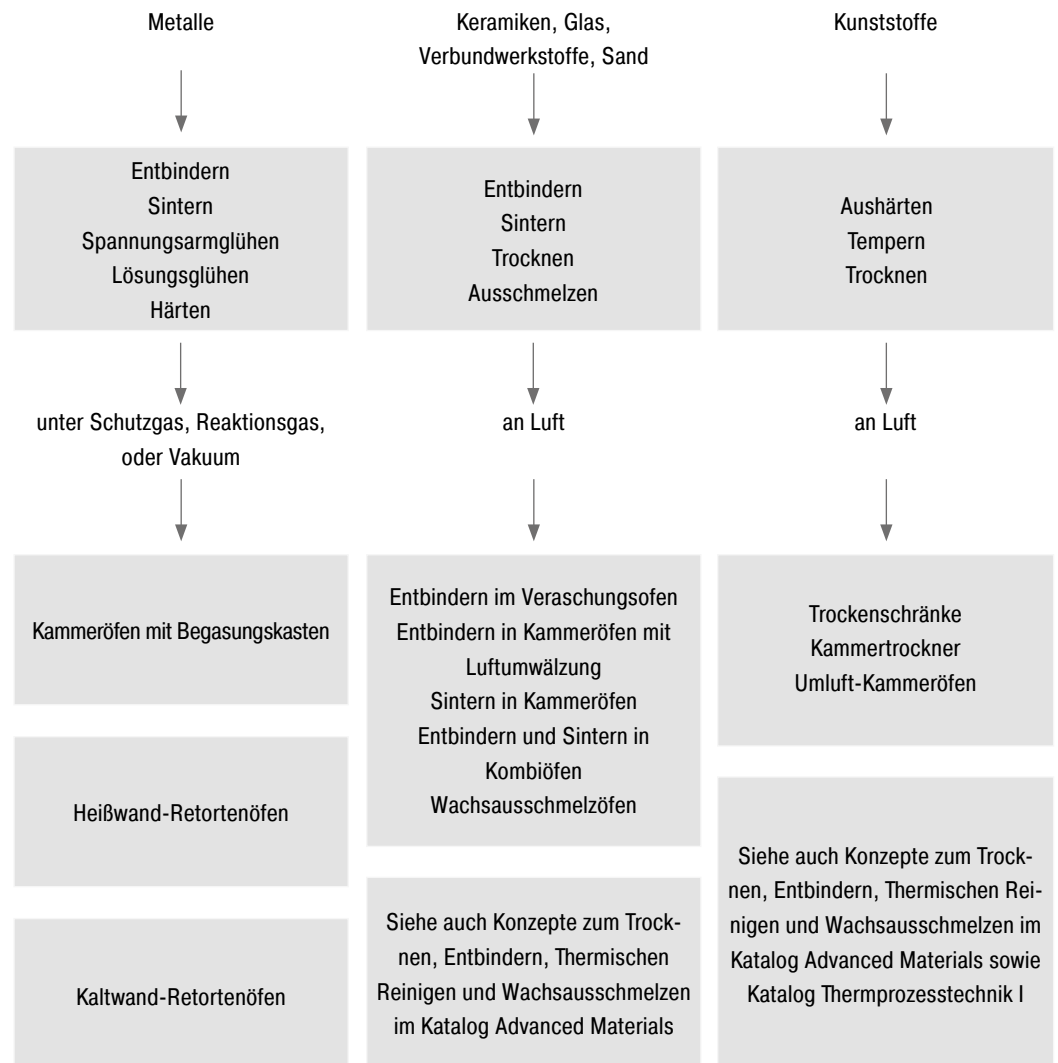 Metalle
Entbindern
Sintern
Spannungsarmglühen
Lösungsglühen
Härten
unter Schutzgas, Reaktionsgas,
oder Vakuum
Kammeröfen mit Begasungskasten
Heißwand-Retortenöfen
Kaltwand-Retortenöfen
Keramiken, Glas,
Verbundwerkstoffe, Sand
Entbindern
Sintern
Trocknen
Ausschmelzen
an Luft
Entbindern im Veraschungsofen
Entbindern in Kammeröfen mit
Luftumwälzung
Sintern in Kammeröfen
Entbindern und Sintern in
Kombiöfen
Wachsausschmelzöfen
Siehe auch Konzepte zum Trock-
nen, Entbindern, Thermischen
Reinigen und Wachsausschmelzen
im Katalog Advanced Materials
Kunststoffe
Aushärten
Tempern
Trocknen
an Luft
Trockenschränke
Kammertrockner
Umluft-Kammeröfen
Siehe auch Konzepte zum Trock-
nen, Entbindern, Thermischen Rei-
nigen und Wachsausschmelzen im
Katalog Advanced Materials sowie
Katalog Thermprozesstechnik I